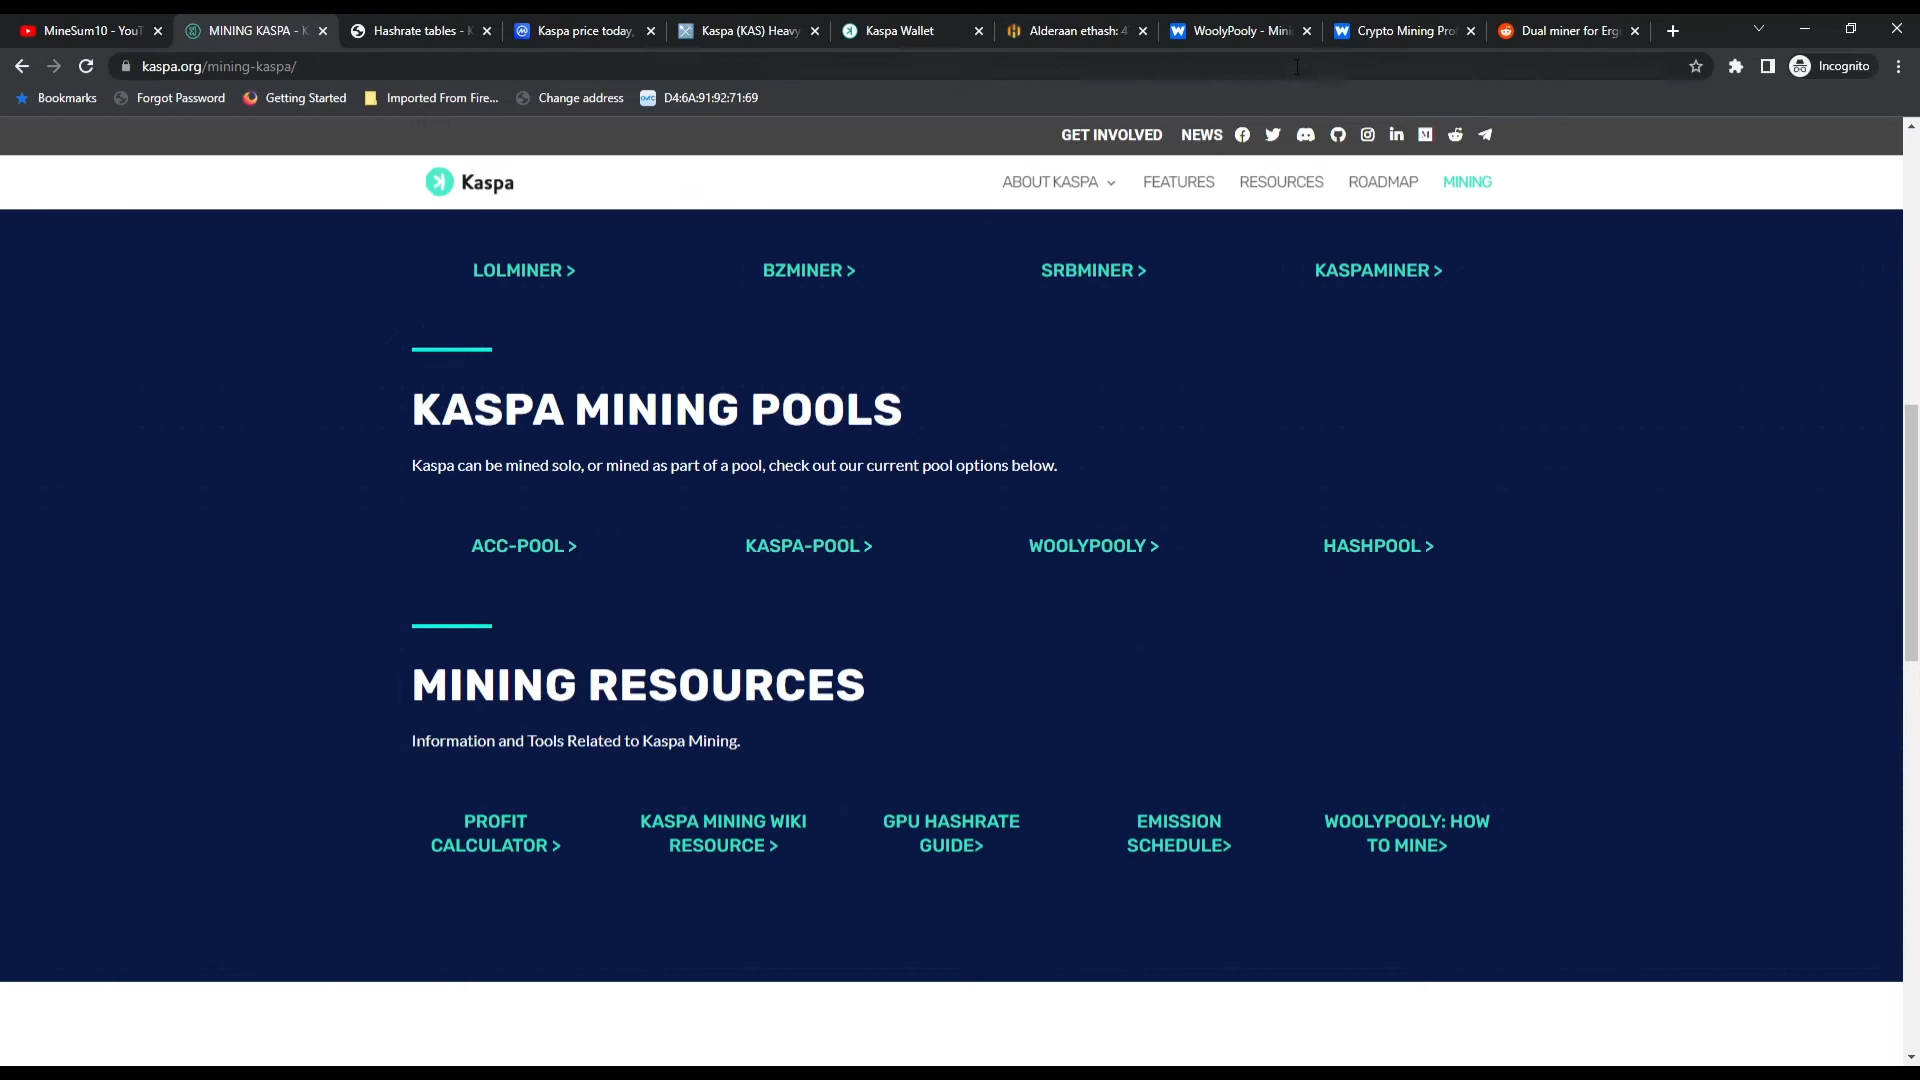 MineSum10 - YouT
MINING KASPA - K
Hashrate tables - K
Kaspa price today,
Kaspa (KAS) Heavy
Kaspa Wallet
Alderaan ethash: 4
WoolyPooly - Mini
Crypto Mining Pro
Dual miner for Erg
kaspa.org/mining-kaspa/
Incognito
Bookmarks
Forgot Password
Getting Started
Imported From Fire...
Change address
D4:6A:91:92:71:69
GET INVOLVED
NEWS
Kaspa
ABOUT KASPA
FEATURES
RESOURCES
ROADMAP
MINING
LOLMINER >
BZMINER >
SRBMINER >
KASPAMINER >
KASPA MINING POOLS
Kaspa can be mined solo, or mined as part of a pool, check out our current pool options below.
ACC-POOL >
KASPA-POOL >
WOOLYPOOLY >
HASHPOOL >
MINING RESOURCES
Information and Tools Related to Kaspa Mining.
PROFIT
CALCULATOR >
KASPA MINING WIKI
RESOURCE >
GPU HASHRATE
GUIDE>
EMISSION
SCHEDULE>
WOOLYPOOLY: HOW
TO MINE>